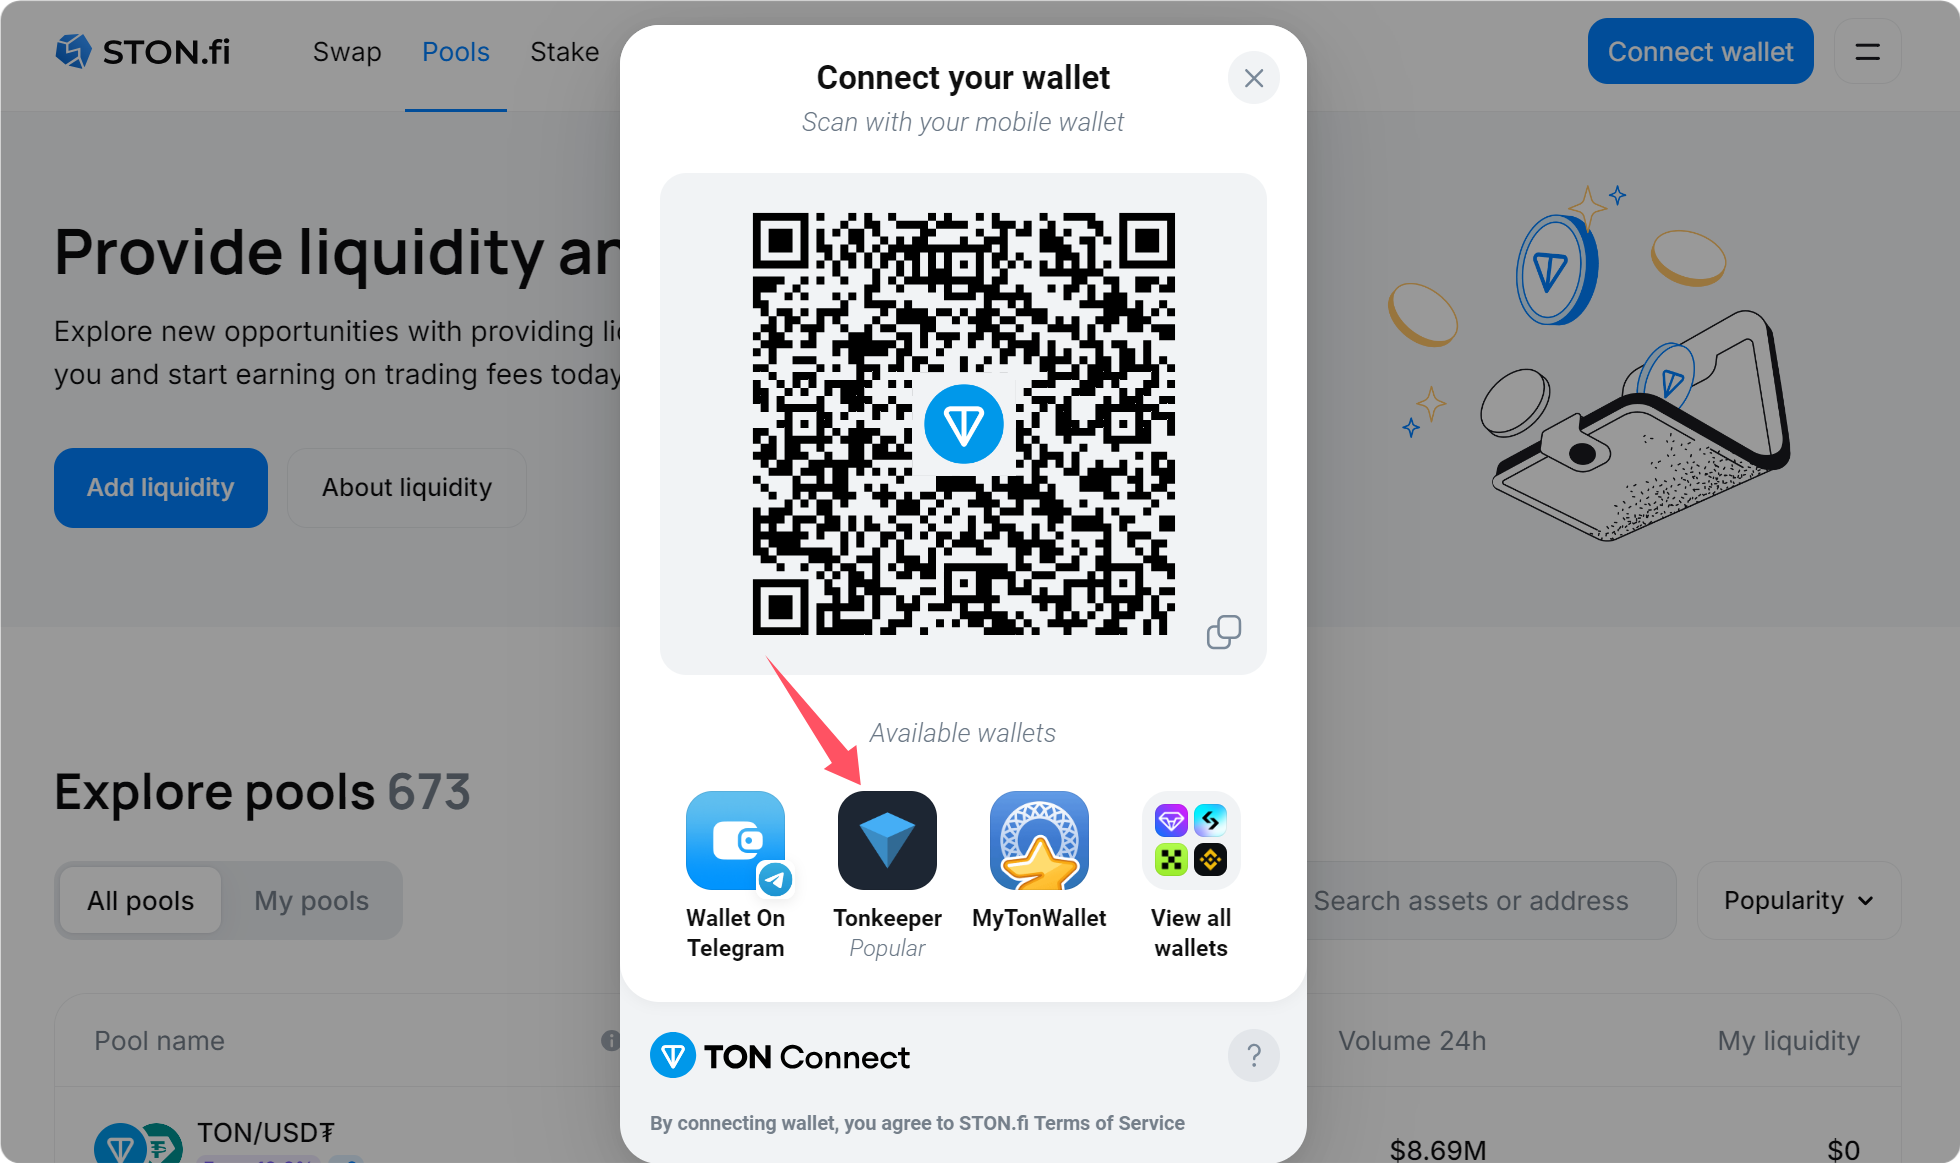 STON.fi
Swap
Pools
Stake
Connect wallet
Connect your wallet
Scan with your mobile wallet
Provide liquidity an
Explore new opportunities with providing li
you and start earning on trading fees today
Add liquidity
About liquidity
Available wallets
Explore pools 673
Wallet On
Telegram
Tonkeeper
Popular
MyTonWallet
View all
wallets
All pools
My pools
Search assets or address
Popularity
Pool name
Volume 24h
My liquidity
TON Connect
?
By connecting wallet, you agree to STON.fi Terms of Service
TON/USD₮
$8.69M
$0